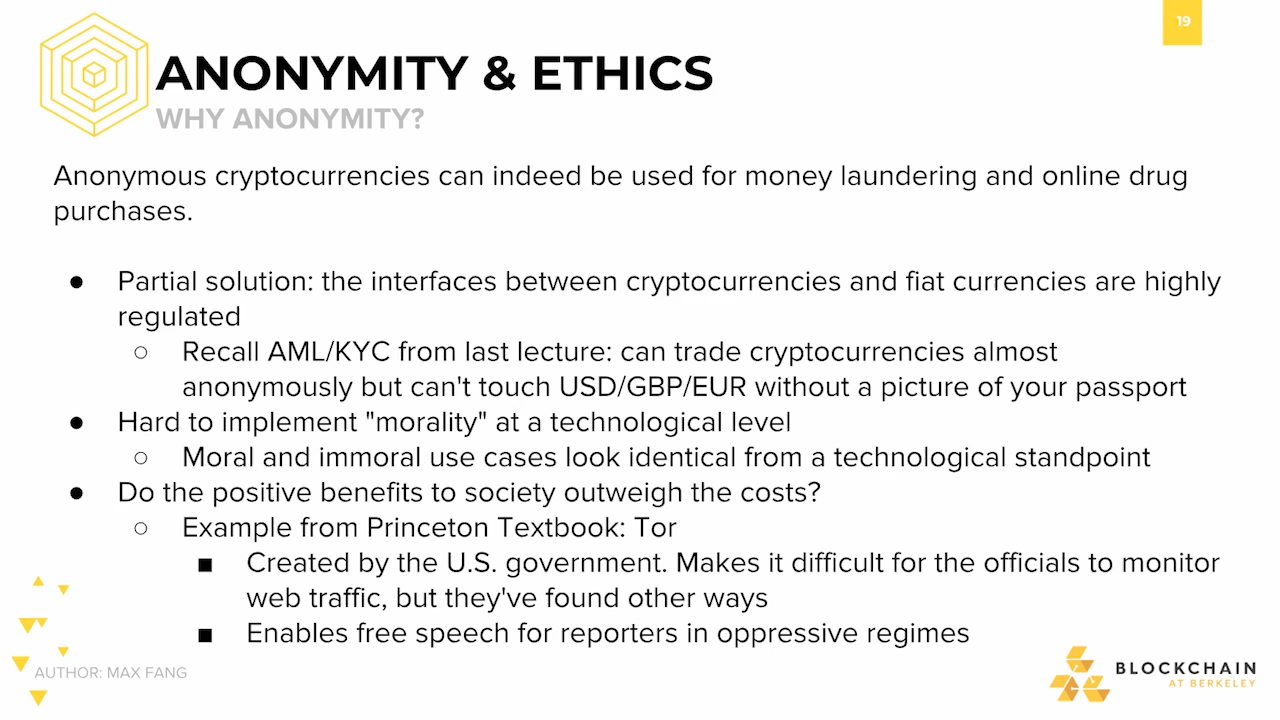 19
ANONYMITY & ETHICS
WHY ANONYMITY?
Anonymous cryptocurrencies can indeed be used for money laundering and online drug
purchases.
● Partial solution: the interfaces between cryptocurrencies and fiat currencies are highly
regulated
○ Recall AML/KYC from last lecture: can trade cryptocurrencies almost
anonymously but can't touch USD/GBP/EUR without a picture of your passport
● Hard to implement "morality" at a technological level
○ Moral and immoral use cases look identical from a technological standpoint
● Do the positive benefits to society outweigh the costs?
○ Example from Princeton Textbook: Tor
■ Created by the U.S. government. Makes it difficult for the officials to monitor
web traffic, but they've found other ways
■ Enables free speech for reporters in oppressive regimes
AUTHOR: MAX FANG
BLOCKCHAIN
AT BERKELEY